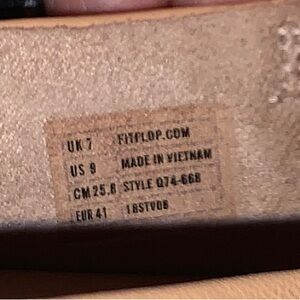 UK 7 FITFLOP.COM
US 9 MADE IN VIETNAM
CM 25.8 STYLE Q74-668
EUR 41